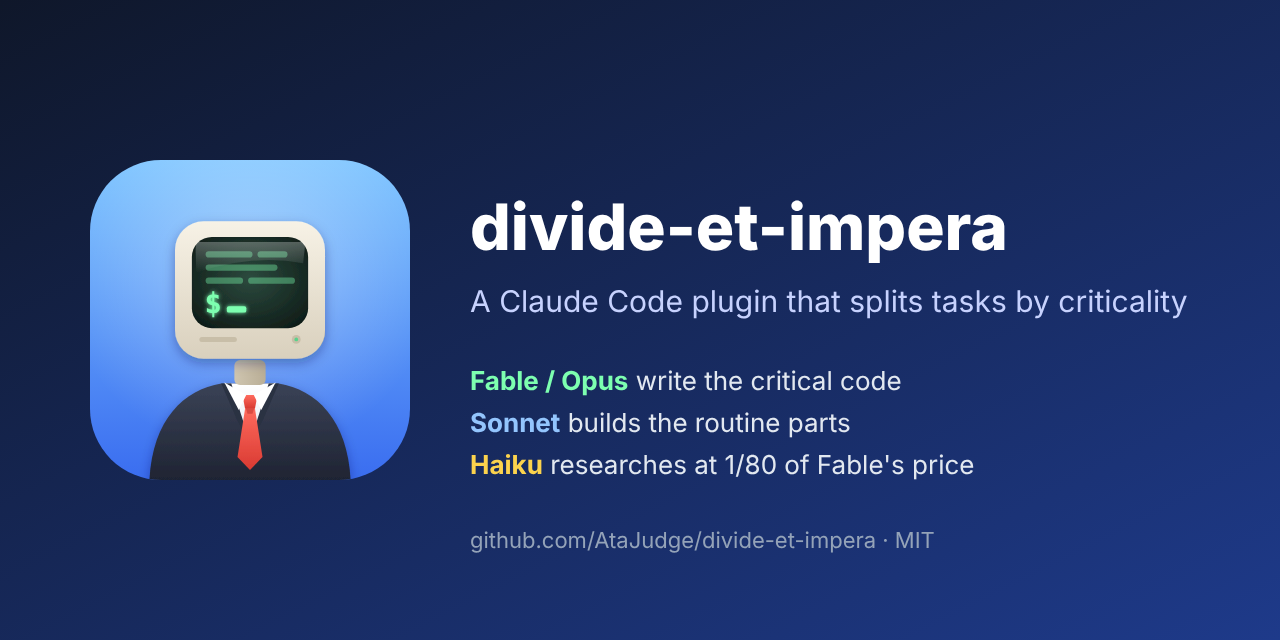 $
divide-et-impera
A Claude Code plugin that splits tasks by criticality
Fable / Opus write the critical code
Sonnet builds the routine parts
Haiku researches at 1/80 of Fable's price
github.com/AtaJudge/divide-et-impera · MIT